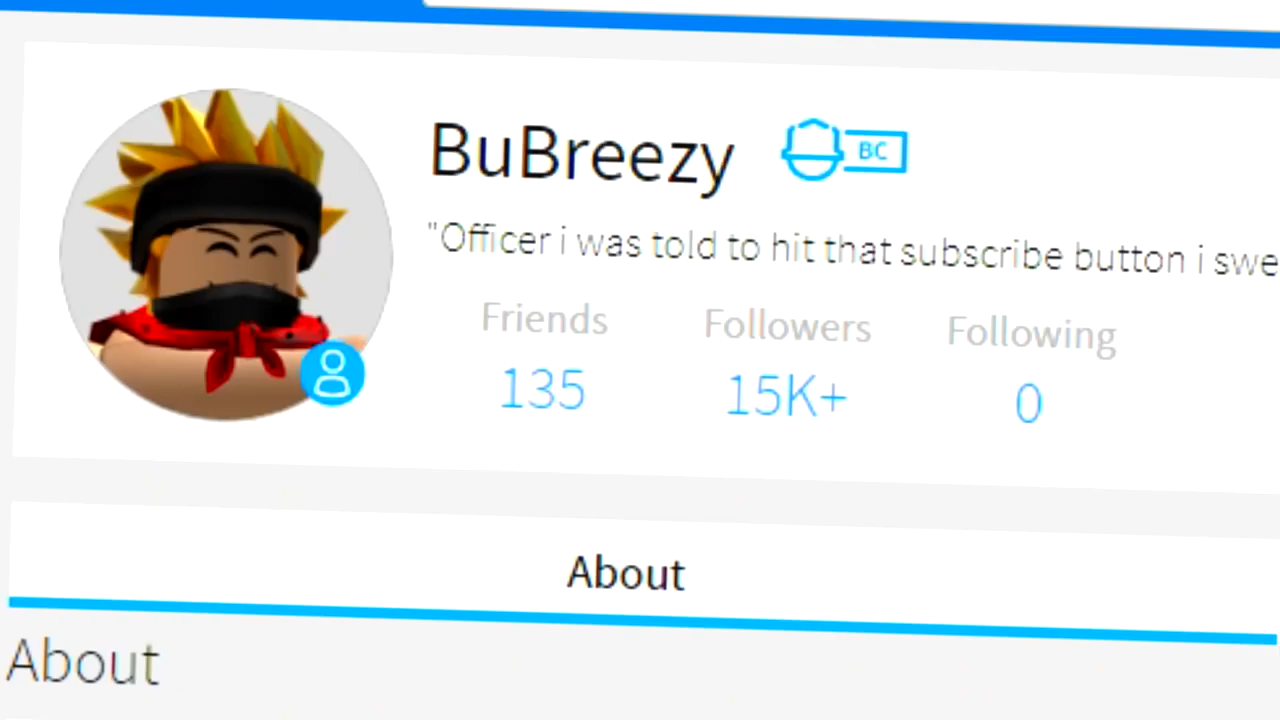 BuBreezy
BC
"Officer i was told to hit that subscribe button i swe
Friends
Followers
Following
135
15K+
0
About
About